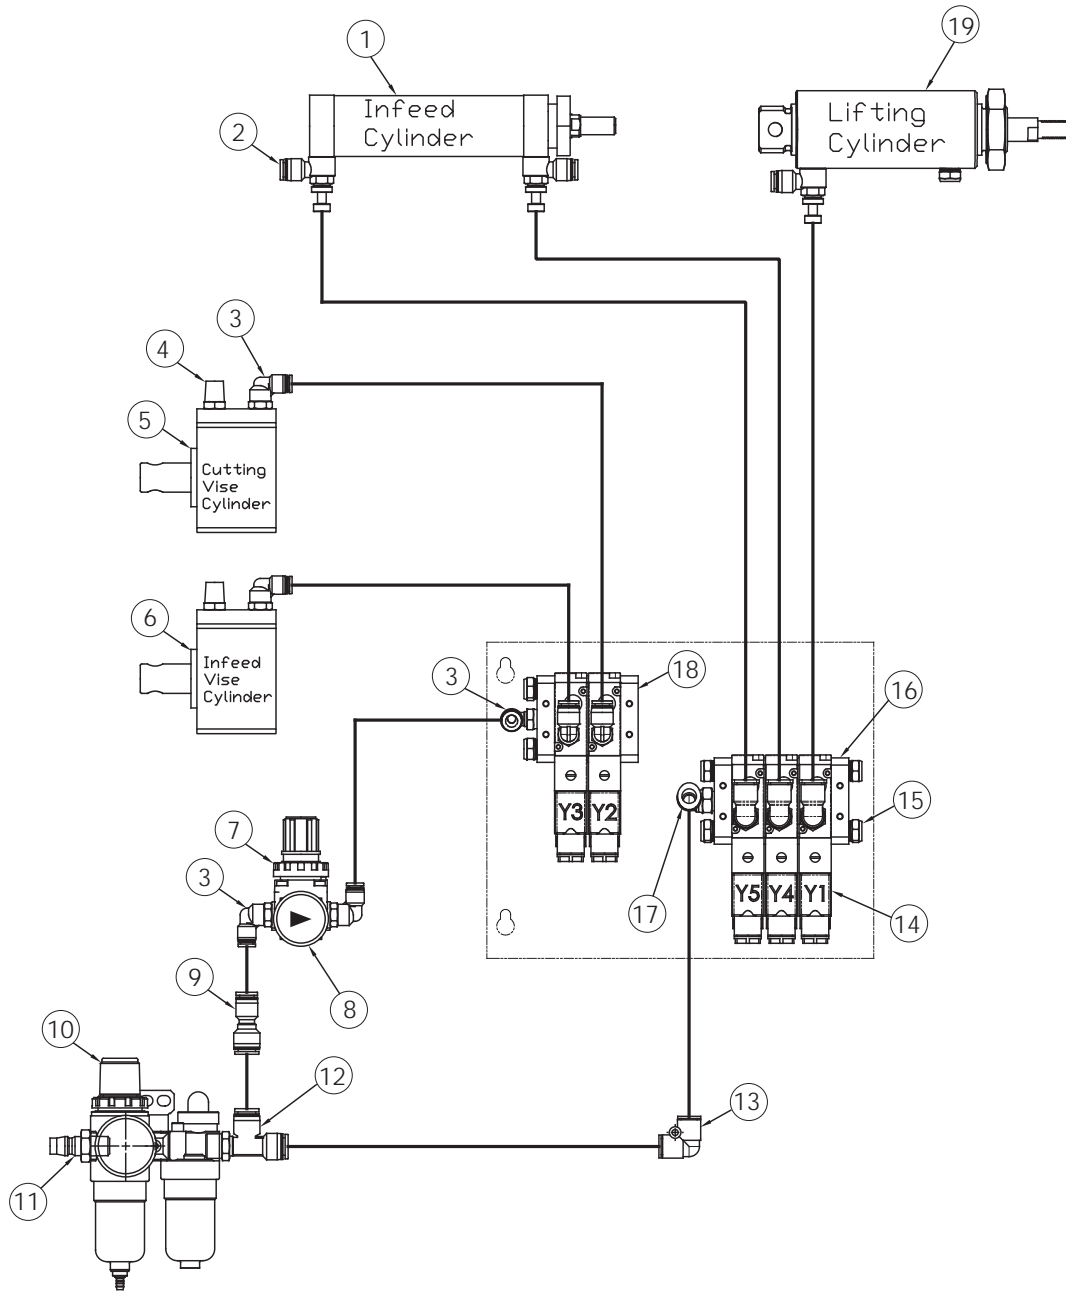 1
19
Infeed
Cylinder
Lifting
Cylinder
2
3
4
5
Cutting
Vise
Cylinder
6
Infeed
Vise
Cylinder
3
18
16
Y3
Y2
15
7
3
17
Y5
Y4
Y1
14
9
8
10
12
13
11